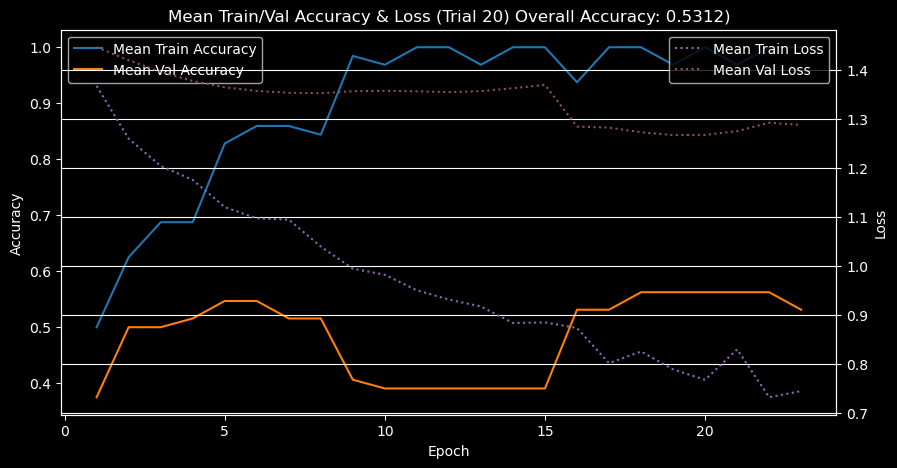 Mean Train/Val Accuracy & Loss (Trial 20) Overall Accuracy: 0.5312)
Mean Train Accuracy
Mean Val Accuracy
Mean Train Loss
Mean Val Loss
Accuracy
1.0
0.9
0.8
0.7
0.6
0.5
0.4
Loss
1.4
1.3
1.2
1.1
1.0
0.9
0.8
0.7
0 5 10 15 20
Epoch